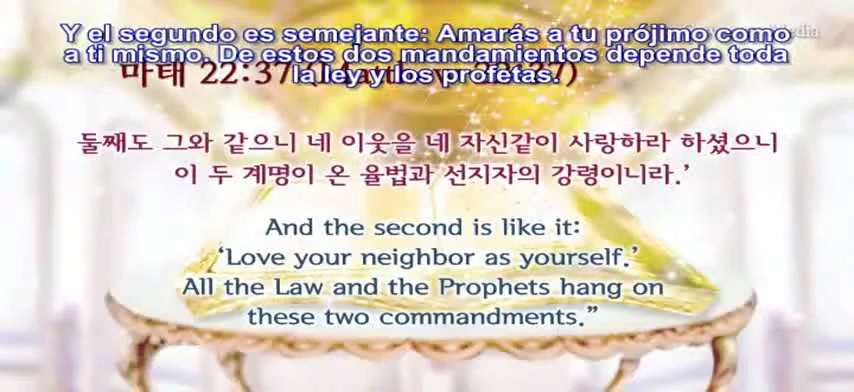 Y el segundo es semejante: Amarás a tu prójimo como
a ti mismo. De estos dos mandamientos depende toda
la ley y los profetas.
마태 22:37
둘째도 그와 같으니 네 이웃을 네 자신같이 사랑하라 하셨으니
이 두 계명이 온 율법과 선지자의 강령이니라.’
And the second is like it:
‘Love your neighbor as yourself.’
All the Law and the Prophets hang on
these two commandments.”